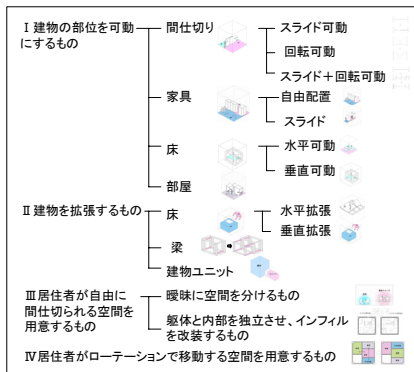 Ⅰ建物の部位を可動にするもの
間仕切り
スライド可動
回転可動
スライド＋回転可動
家具
自由配置
スライド
床
水平可動
垂直可動
部屋
Ⅱ建物を拡張するもの
床
水平拡張
垂直拡張
梁
建物ユニット
Ⅲ居住者が自由に間仕切られる空間を用意するもの
曖昧に空間を分けるもの
躯体と内部を独立させ、インフィルを改装するもの
Ⅳ居住者がローテーションで移動する空間を用意するもの